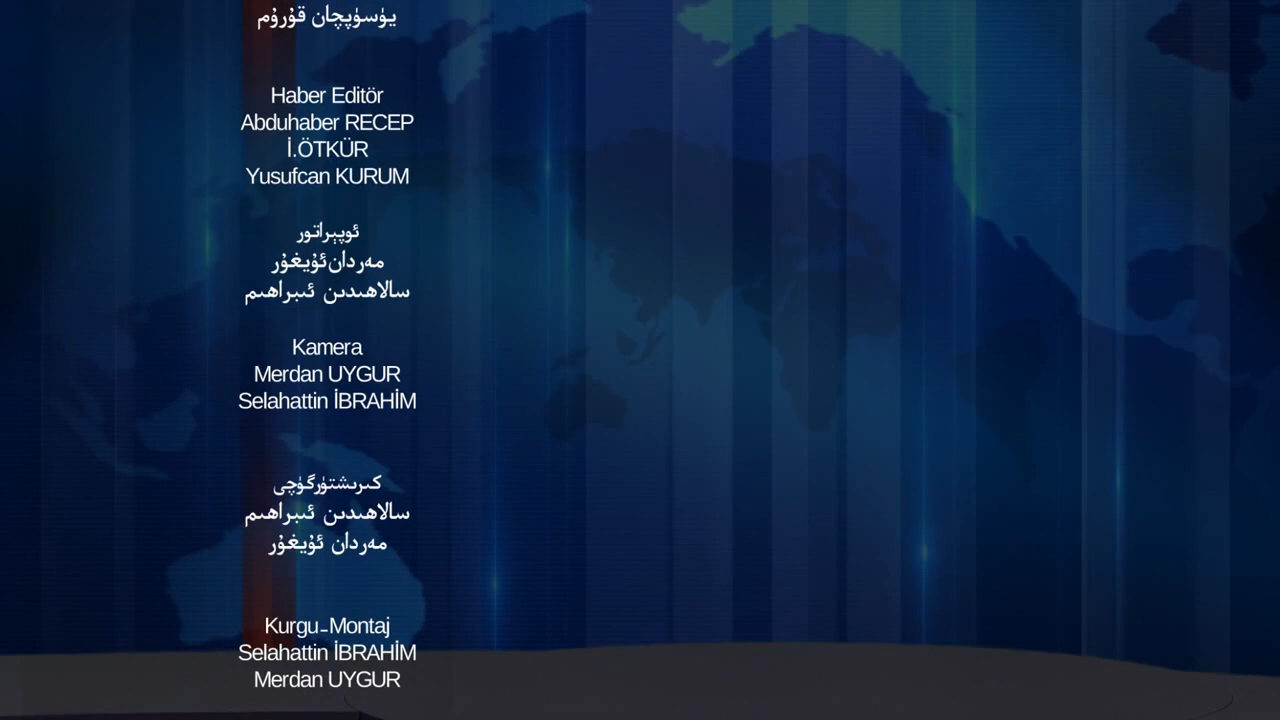 يۈسۈپچان قۇرۇم
Haber Editör
Abduhaber RECEP
İ.ÖTKÜR
Yusufcan KURUM
ئوپېراتور
مەردان ئۇيغۇر
سالاھىدىن ئىبراھىم
Kamera
Merdan UYGUR
Selahattin İBRAHİM
كىرىشتۈرگۈچى
سالاھىدىن ئىبراھىم
مەردان ئۇيغۇر
Kurgu-Montaj
Selahattin İBRAHİM
Merdan UYGUR